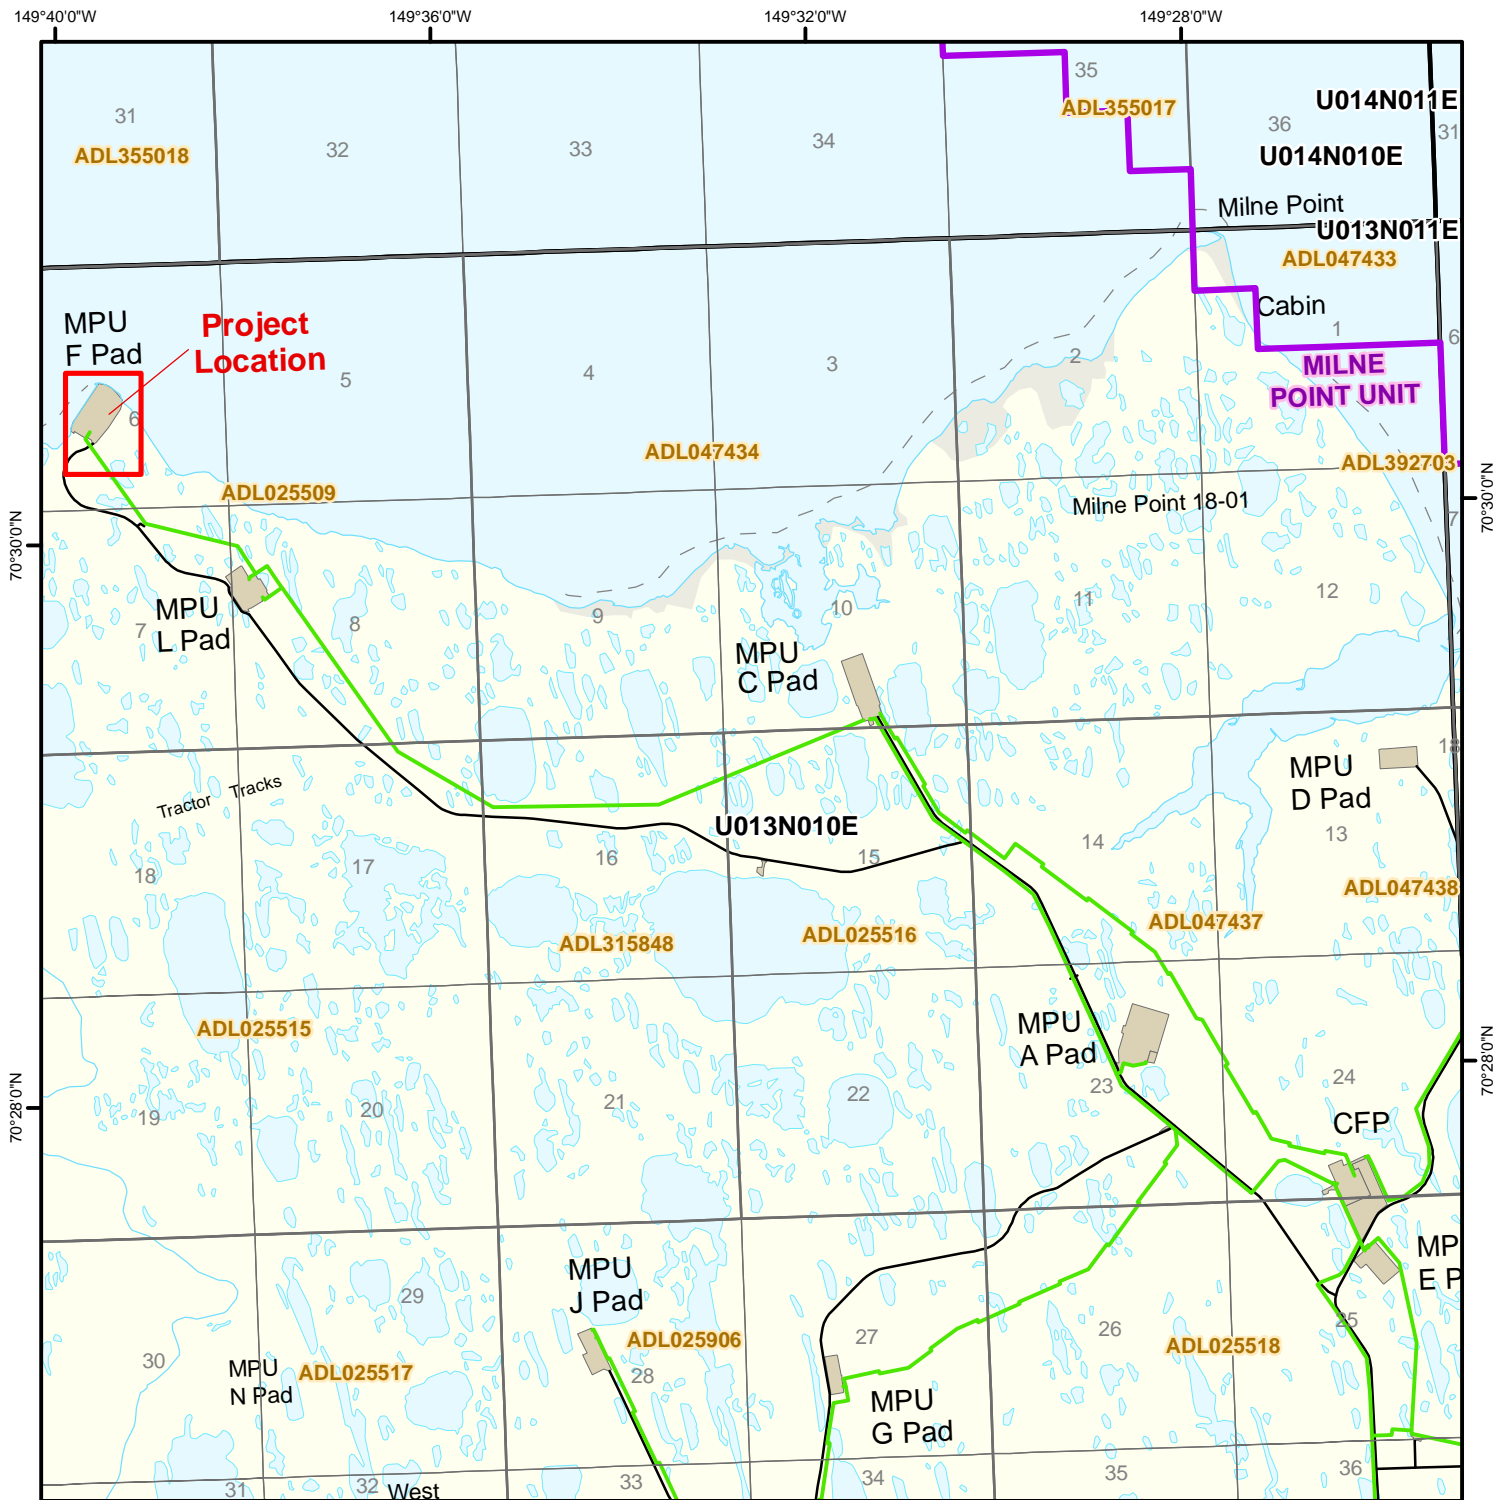 149°40'0"W
149°36'0"W
149°32'0"W
149°28'0"W
31
ADL355018
32
33
34
35
ADL355017
36
U014N011E
31
U014N010E
Milne Point
U013N011E
ADL047433
Cabin
1
6
MILNE
POINT UNIT
MPU
F Pad
Project
Location
6
5
4
3
2
ADL047434
ADL025509
ADL392703
Milne Point 18-01
70°30'0"N
70°30'0"N
7
MPU
L Pad
7
8
9
10
11
12
MPU
C Pad
MPU
D Pad
18
13
Tractor Tracks
U013N010E
18
17
16
15
14
ADL047438
ADL315848
ADL025516
ADL047437
ADL025515
MPU
A Pad
70°28'0"N
70°28'0"N
19
20
21
22
23
24
CFP
MP
E P
MPU
J Pad
29
30
28
27
26
25
ADL025906
ADL025518
MPU
N Pad
ADL025517
MPU
G Pad
31
32
33
34
35
36
West